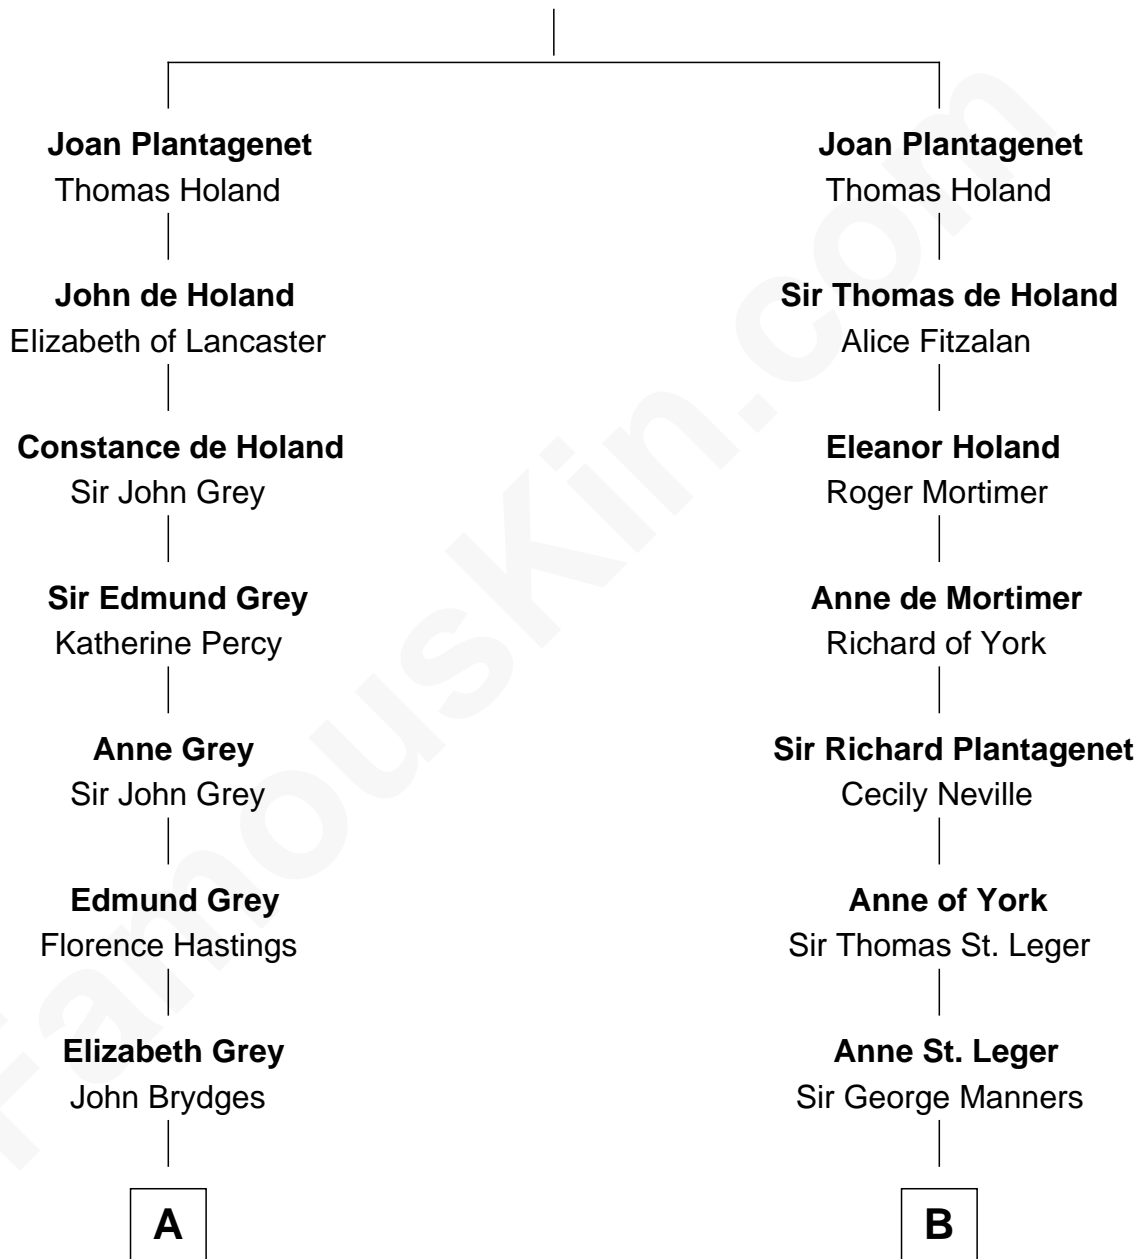 Joan Plantagenet
Thomas Holand
John de Holand
Elizabeth of Lancaster
Constance de Holand
Sir John Grey
Sir Edmund Grey
Katherine Percy
Anne Grey
Sir John Grey
Edmund Grey
Florence Hastings
Elizabeth Grey
John Brydges
A
Joan Plantagenet
Thomas Holand
Sir Thomas de Holand
Alice Fitzalan
Eleanor Holand
Roger Mortimer
Anne de Mortimer
Richard of York
Sir Richard Plantagenet
Cecily Neville
Anne of York
Sir Thomas St. Leger
Anne St. Leger
Sir George Manners
B
FamousKin.com